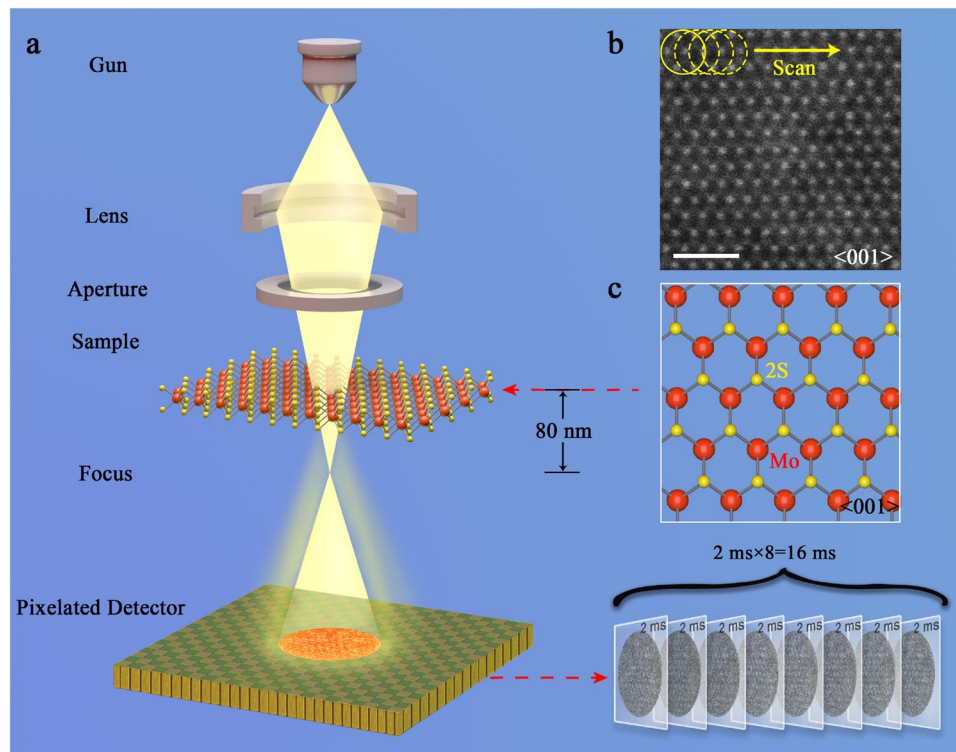 a
Gun
Lens
Aperture
Sample
80 nm
Focus
Pixelated Detector
b
Scan
<001>
c
2S
Mo
<001>
2 ms×8=16 ms
2 ms
2 ms
2 ms
2 ms
2 ms
2 ms
2 ms
2 ms